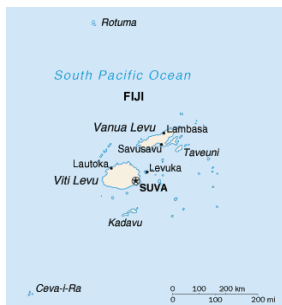 Rotuma
South Pacific Ocean
FIJI
Vanua Levu
Lambasa
Savusavu
Taveuni
Lautoka
Levuka
Viti Levu
SUVA
Kadavu
Ceva-i-Ra
0 100 200 km
0 100 200 mi